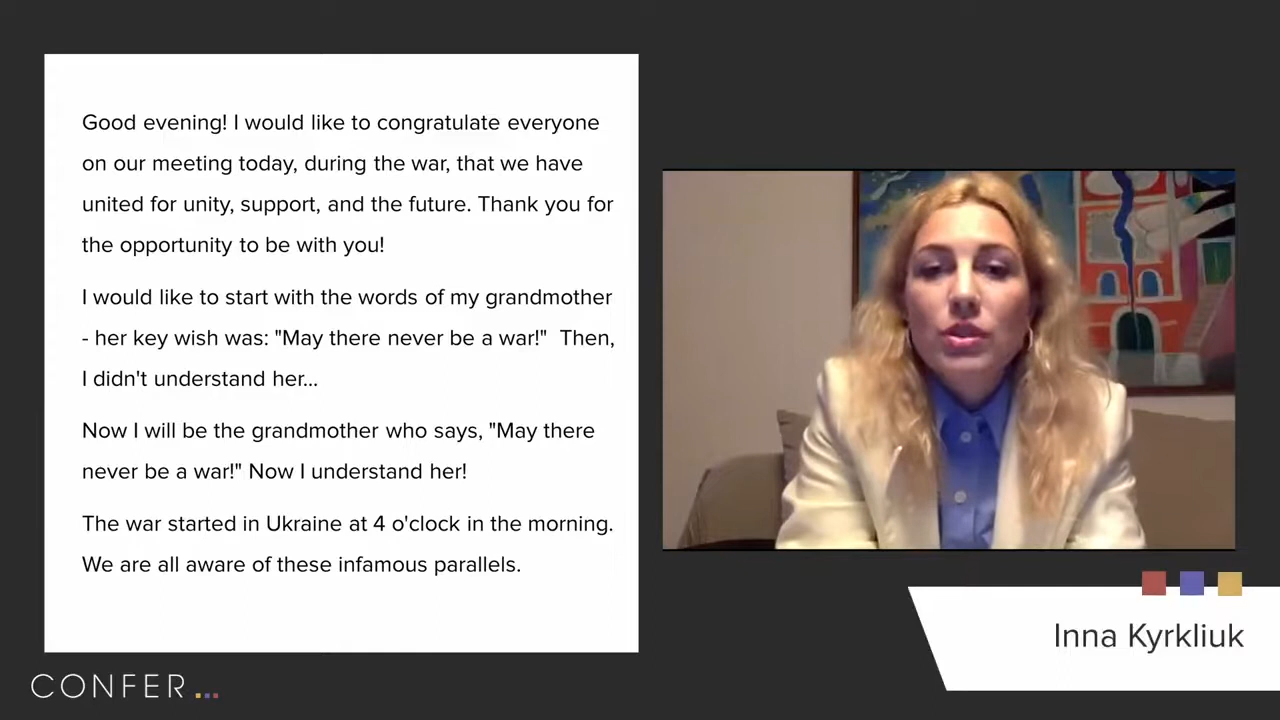 Good evening! I would like to congratulate everyone
on our meeting today, during the war, that we have
united for unity, support, and the future. Thank you for
the opportunity to be with you!
I would like to start with the words of my grandmother
- her key wish was: "May there never be a war!"  Then,
I didn't understand her...
Now I will be the grandmother who says, "May there
never be a war!" Now I understand her!
The war started in Ukraine at 4 o'clock in the morning.
We are all aware of these infamous parallels.
Inna Kyrkliuk
CONFER